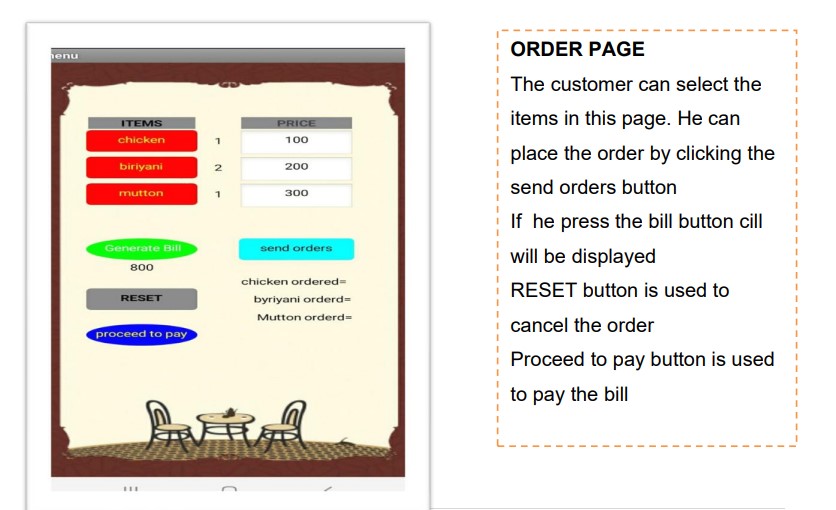 enu
ITEMS PRICE
chicken 1 100
biriyani 2 200
mutton 1 300
Generate Bill send orders
800
chicken ordered=
RESET byriyani orderd=
Mutton orderd=
proceed to pay
ORDER PAGE
The customer can select the
items in this page. He can
place the order by clicking the
send orders button
If  he press the bill button cill
will be displayed
RESET button is used to
cancel the order
Proceed to pay button is used
to pay the bill